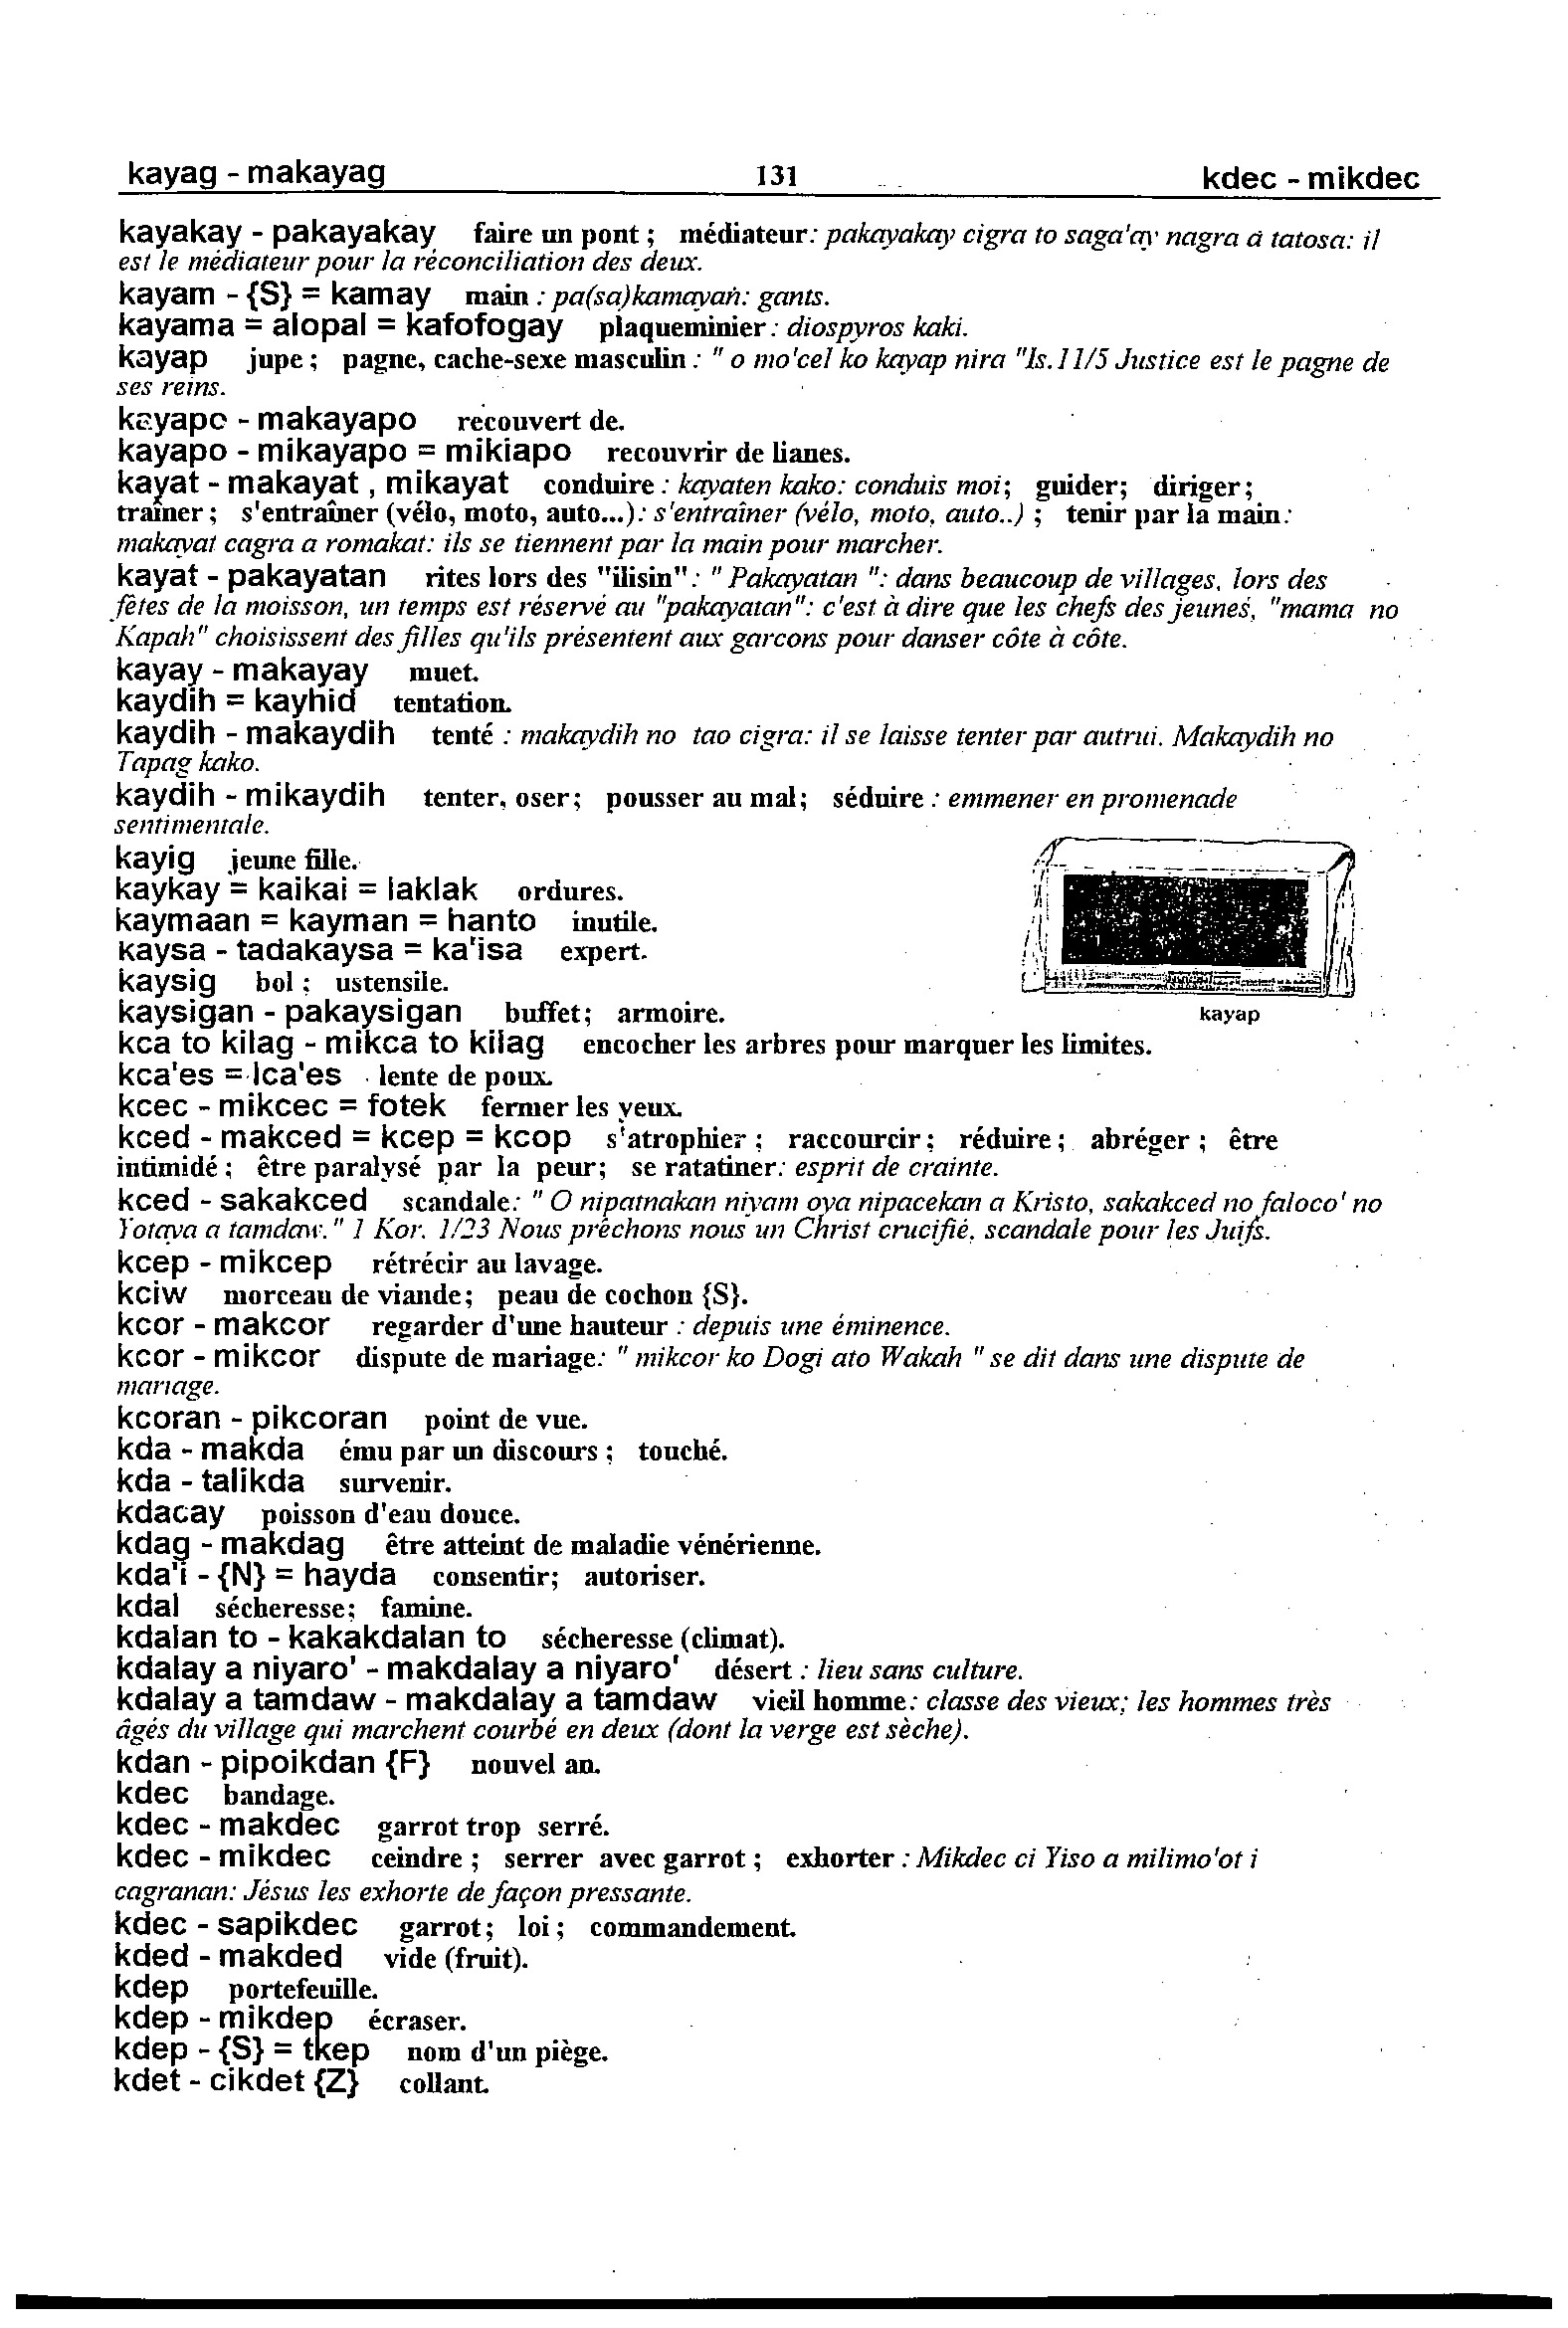 kayag - makayag 131 kdec - mikdec
kayakay - pakayakay faire un pont ; médiateur: pakayakay cigra to saga'ay nagra a tatosa: il
est le médiateur pour la réconciliation des deux.
kayam - {S} = kamay main : pa(sa)kamayan: gants.
kayama = alopal = kafofogay plaqueminier : diospyros kaki.
kayap jupe ; pagne, cache-sexe masculin : " o mo'cel ko kayap nira "Is.11/5 Justice est le pagne de
ses reins.
kayapo - makayapo recouvert de.
kayapo - mikayapo = mikiapo recouvrir de lianes.
kayat - makayat , mikayat conduire : kayaten kako: conduis moi; guider; diriger;
traîner ; s'entraîner (vélo, moto, auto...): s'entraîner (vélo, moto, auto..) ; tenir par la main:
makayat cagra a romakat: ils se tiennent par la main pour marcher.
kayat - pakayatan rites lors des "ilisin" : " Pakayatan ": dans beaucoup de villages, lors des
fêtes de la moisson, un temps est réservé au "pakayatan": c'est à dire que les chefs des jeunes, "mama no
Kapah" choisissent des filles qu'ils présentent aux garcons pour danser côte à côte.
kayay - makayay muet.
kaydih = kayhid tentation.
kaydih - makaydih tenté : makaydih no tao cigra: il se laisse tenter par autrui. Makaydih no
Tapag kako.
kaydih - mikaydih tenter, oser; pousser au mal; séduire : emmener en promenade
sentimentale.
kayig jeune fille.
kaykay = kaikai = laklak ordures.
kaymaan = kayman = hanto inutile.
kaysa - tadakaysa = ka'isa expert.
kaysig bol ; ustensile.
kaysigan - pakaysigan buffet; armoire.
kayap
kca to kilag - mikca to kilag encocher les arbres pour marquer les limites.
kca'es = lca'es lente de poux.
kcec - mikcec = fotek fermer les yeux.
kced - makced = kcep = kcop s'atrophier ; raccourcir; réduire ; abréger ; être
intimidé ; être paralysé par la peur; se ratatiner: esprit de crainte.
kced - sakakced scandale: " O nipatnakan niyam oya nipacekan a Kristo, sakakced no faloco' no
Yotaya a tamdaw. " 1 Kor. 1/23 Nous prêchons nous un Christ crucifié, scandale pour les Juifs.
kcep - mikcep rétrécir au lavage.
kciw morceau de viande; peau de cochon {S}.
kcor - makcor regarder d'une hauteur : depuis une éminence.
kcor - mikcor dispute de mariage: " mikcor ko Dogi ato Wakah " se dit dans une dispute de
mariage.
kcoran - pikcoran point de vue.
kda - makda ému par un discours ; touché.
kda - talikda survenir.
kdacay poisson d'eau douce.
kdag - makdag être atteint de maladie vénérienne.
kda'i - {N} = hayda consentir; autoriser.
kdal sécheresse; famine.
kdalan to - kakakdalan to sécheresse (climat).
kdalay a niyaro' - makdalay a niyaro' désert : lieu sans culture.
kdalay a tamdaw - makdalay a tamdaw vieil homme: classe des vieux; les hommes très
âgés du village qui marchent courbé en deux (dont la verge est sèche).
kdan - pipoikdan {F} nouvel an.
kdec bandage.
kdec - makdec garrot trop serré.
kdec - mikdec ceindre ; serrer avec garrot ; exhorter : Mikdec ci Yiso a milimo'ot i
cagranan: Jésus les exhorte de façon pressante.
kdec - sapikdec garrot; loi ; commandement.
kded - makded vide (fruit).
kdep portefeuille.
kdep - mikdep écraser.
kdep - {S} = tkep nom d'un piège.
kdet - cikdet {Z} collant.